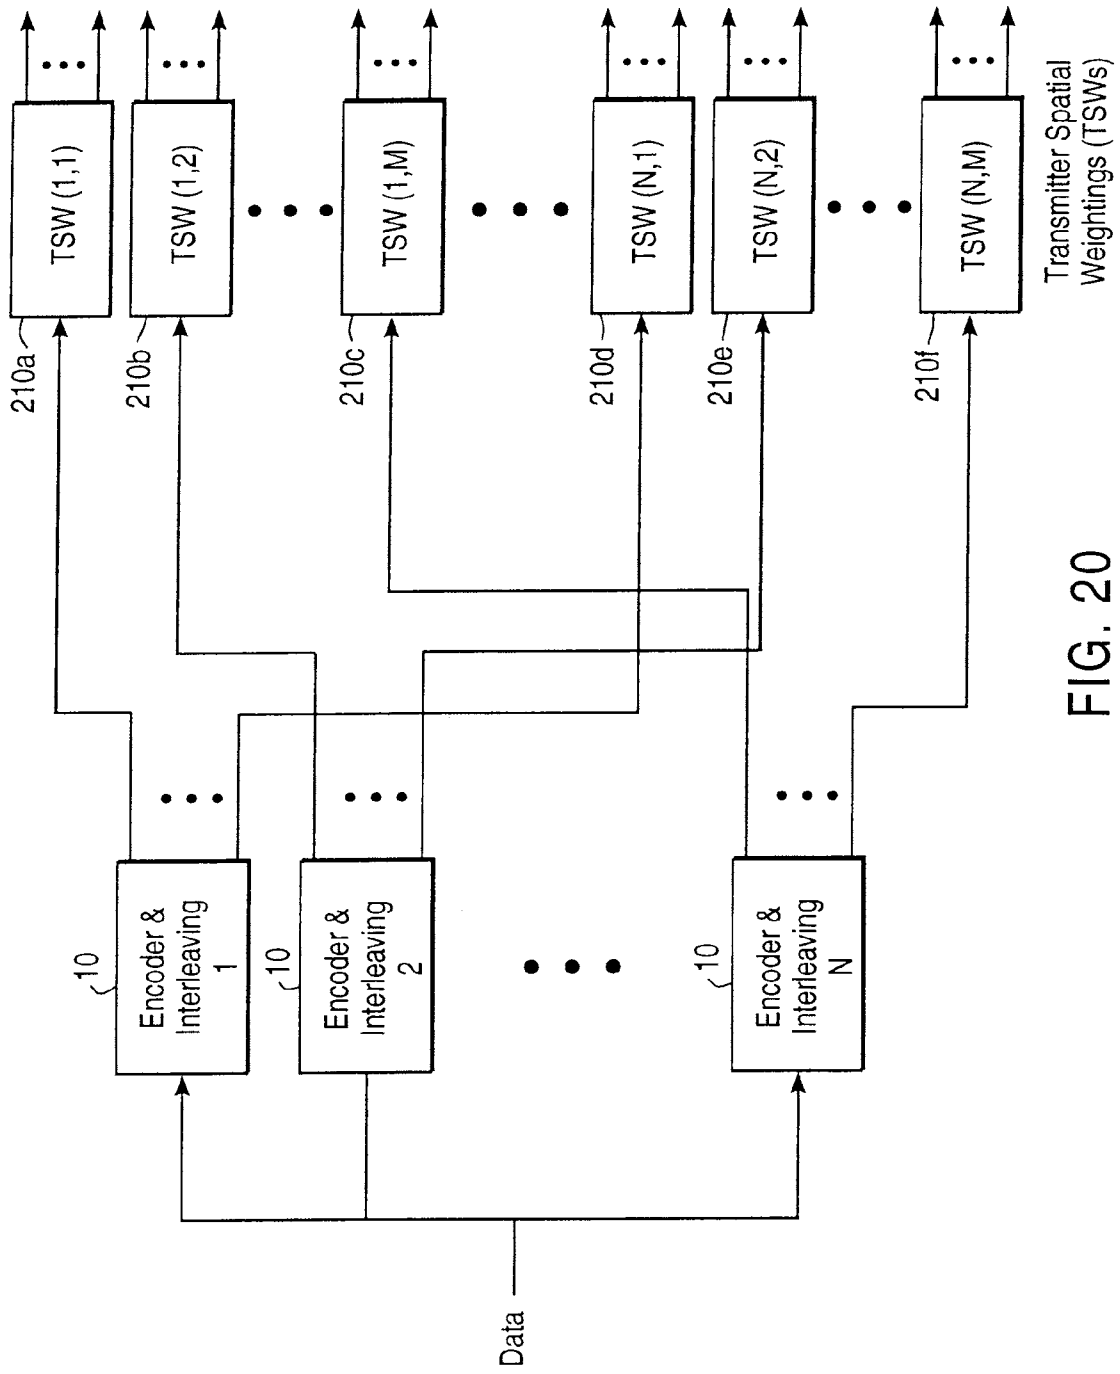 Data
10
Encoder &
Interleaving
1
10
Encoder &
Interleaving
2
10
Encoder &
Interleaving
N
210a
TSW (1,1)
210b
TSW (1,2)
210c
TSW (1,M)
210d
TSW (N,1)
210e
TSW (N,2)
210f
TSW (N,M)
Transmitter Spatial
Weightings (TSWs)
FIG. 20